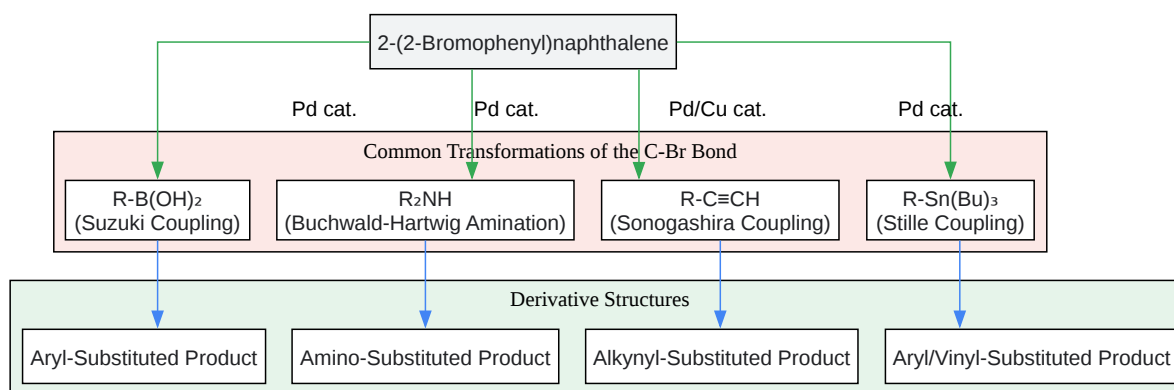 2-(2-Bromophenyl)naphthalene
Pd cat.
Pd cat.
Pd/Cu cat.
Pd cat.
Common Transformations of the C-Br Bond
R-B(OH)₂
(Suzuki Coupling)
R₂NH
(Buchwald-Hartwig Amination)
R-C≡CH
(Sonogashira Coupling)
R-Sn(Bu)₃
(Stille Coupling)
Derivative Structures
Aryl-Substituted Product
Amino-Substituted Product
Alkynyl-Substituted Product
Aryl/Vinyl-Substituted Product